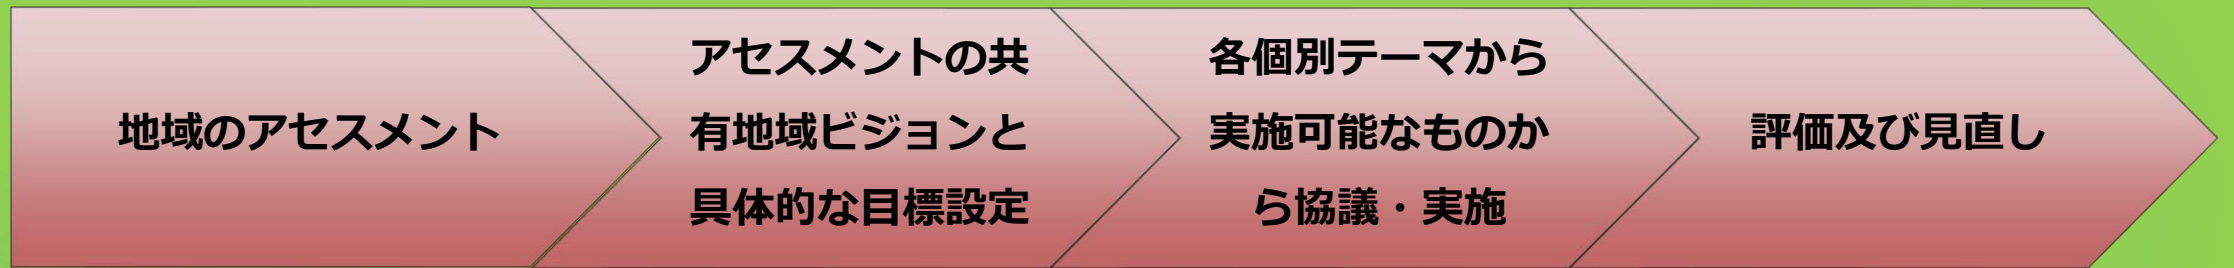 地域のアセスメント
アセスメントの共
有地域ビジョンと
具体的な目標設定
各個別テーマから
実施可能なものか
ら協議・実施
評価及び見直し